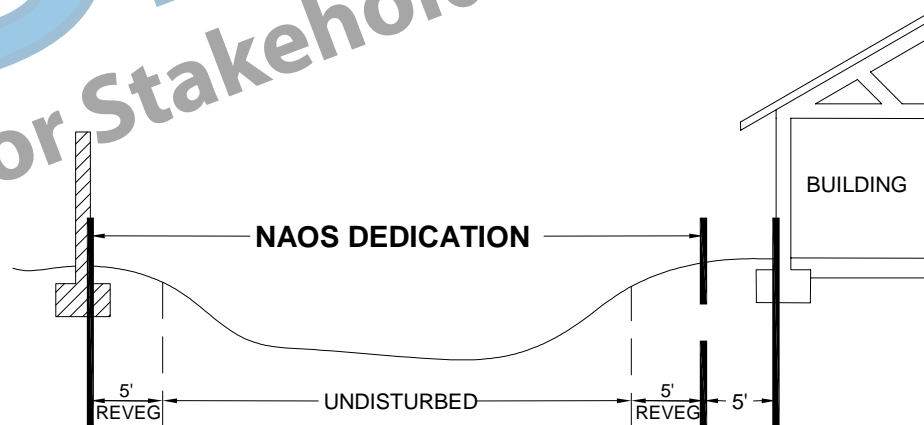 or Stakehol
BUILDING
NAOS DEDICATION
5'
REVEG
UNDISTURBED
5'
REVEG
5'